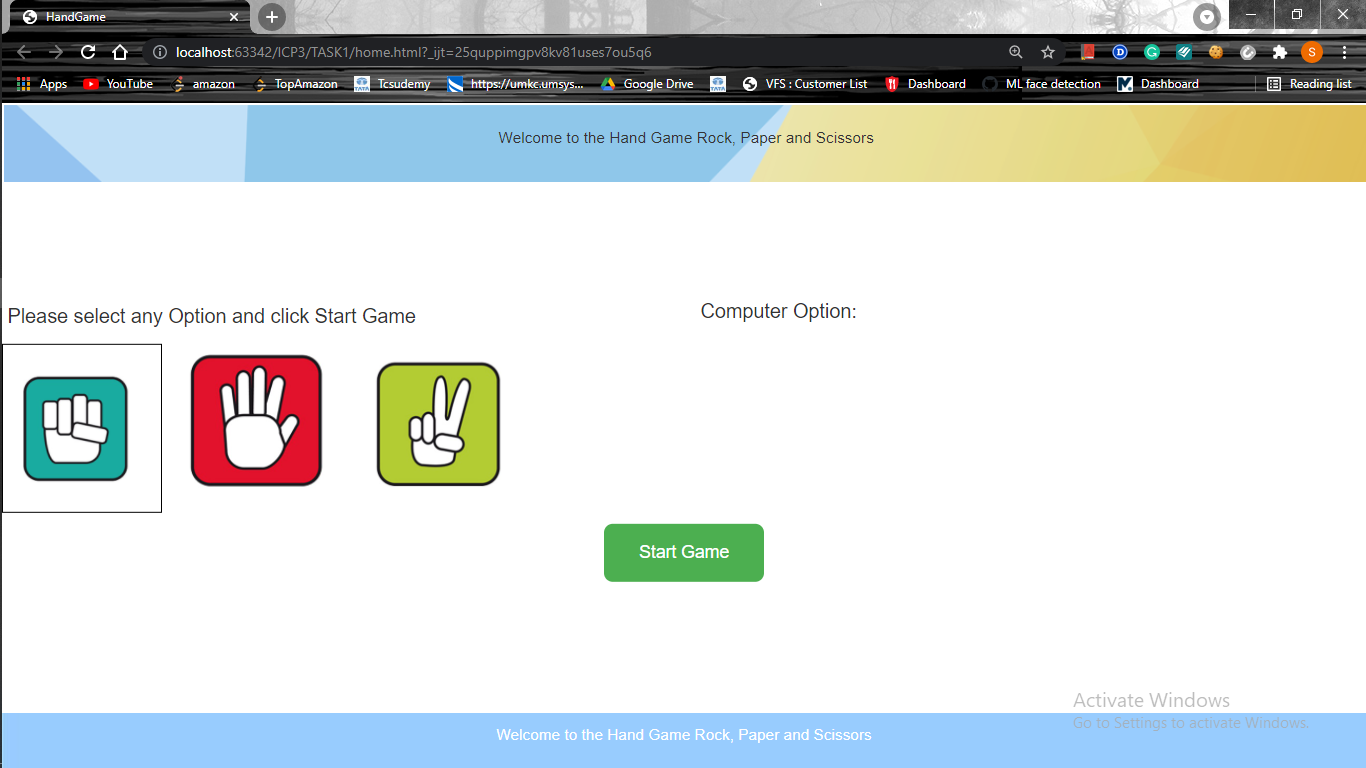 HandGame
localhost:63342/ICP3/TASK1/home.html?_ijt=25quppimgpv8kv81uses7ou5q6
S
Apps YouTube amazon TopAmazon Tcsudemy https://umkc.umsys... Google Drive VFS : Customer List Dashboard ML face detection Dashboard Reading list
Welcome to the Hand Game Rock, Paper and Scissors
Please select any Option and click Start Game
Computer Option:
Start Game
Activate Windows
Go to Settings to activate Windows.
Welcome to the Hand Game Rock, Paper and Scissors